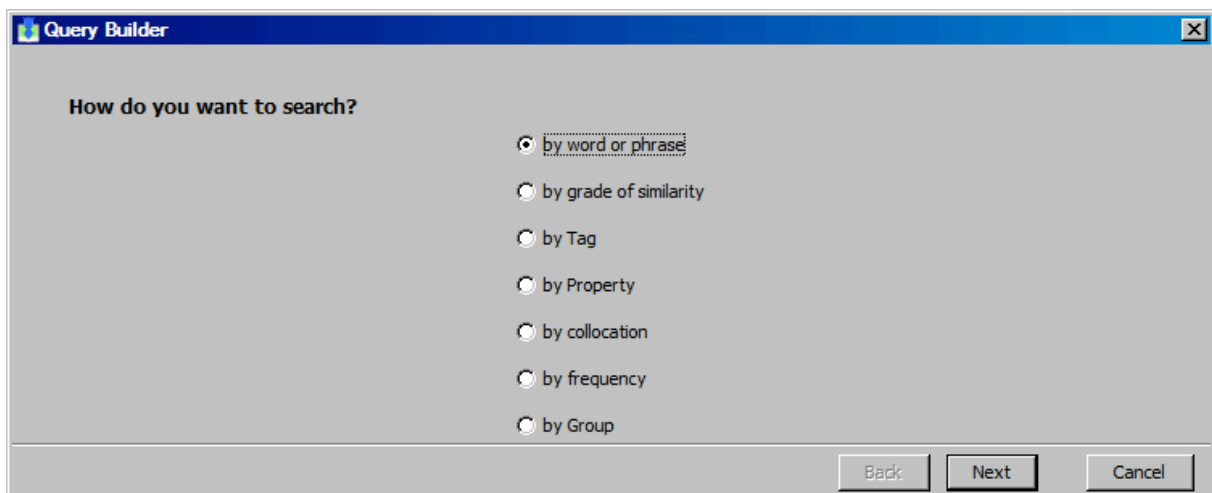 Query Builder
How do you want to search?
by word or phrase
by grade of similarity
by Tag
by Property
by collocation
by frequency
by Group
Back Next Cancel